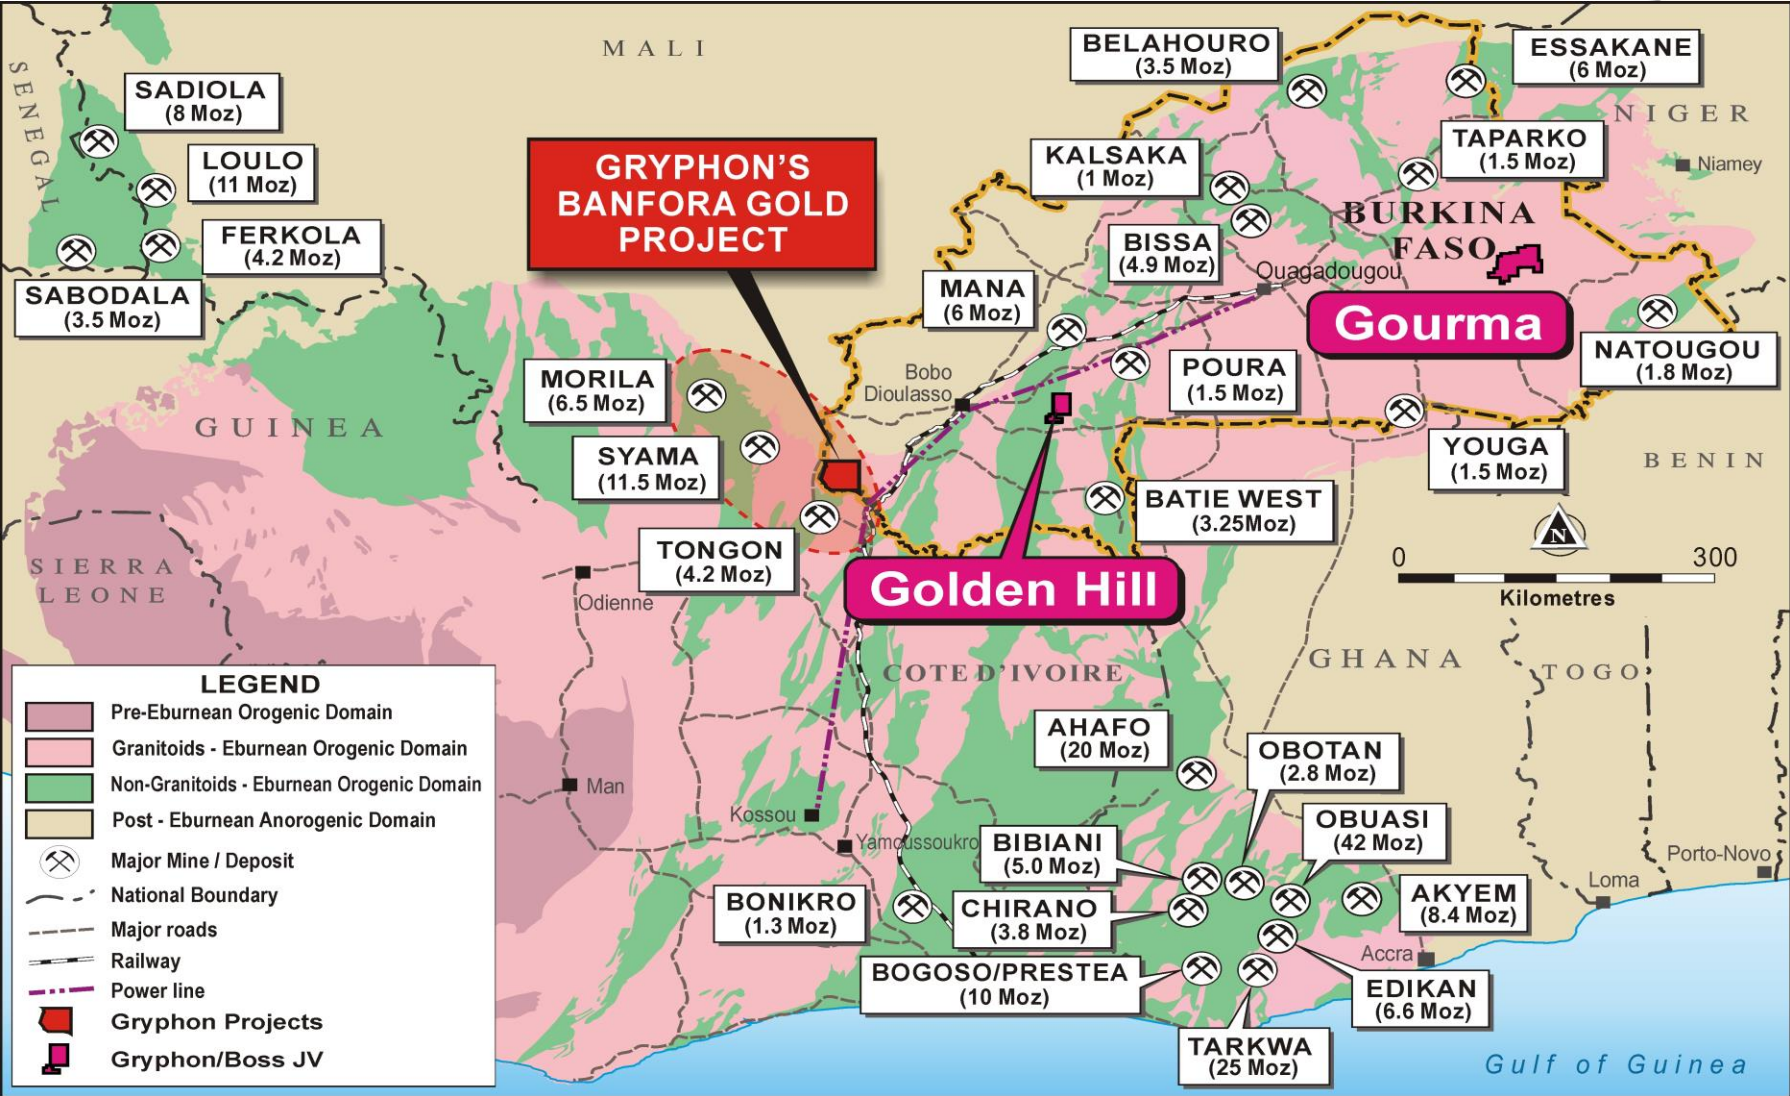 MALI
SENEGAL
SADIOLA
(8 Moz)
LOULO
(11 Moz)
FERKOLA
(4.2 Moz)
SABODALA
(3.5 Moz)
GRYPHON'S
BANFORA GOLD
PROJECT
BELAHOURO
(3.5 Moz)
ESSAKANE
(6 Moz)
NIGER
Niamey
KALSAKA
(1 Moz)
TAPARKO
(1.5 Moz)
BURKINA
FASO
BISSA
(4.9 Moz)
Ouagadougou
MANA
(6 Moz)
Gourma
NATOUGOU
(1.8 Moz)
MORILA
(6.5 Moz)
Bobo
Dioulasso
POURA
(1.5 Moz)
GUINEA
SYAMA
(11.5 Moz)
YOUGA
(1.5 Moz)
BENIN
BATIE WEST
(3.25Moz)
TONGON
(4.2 Moz)
N
0 300
Kilometres
SIERRA
LEONE
Odienne
Golden Hill
COTE D'IVOIRE
GHANA
TOGO
LEGEND
Pre-Eburnean Orogenic Domain
Granitoids - Eburnean Orogenic Domain
Non-Granitoids - Eburnean Orogenic Domain
Post - Eburnean Anorogenic Domain
Major Mine / Deposit
National Boundary
Major roads
Railway
Power line
Gryphon Projects
Gryphon/Boss JV
Man
Kossou
Yamoussoukro
AHAFO
(20 Moz)
OBOTAN
(2.8 Moz)
OBUASI
(42 Moz)
BIBIANI
(5.0 Moz)
Porto-Novo
Loma
BONIKRO
(1.3 Moz)
CHIRANO
(3.8 Moz)
AKYEM
(8.4 Moz)
Accra
BOGOSO/PRESTEA
(10 Moz)
EDIKAN
(6.6 Moz)
TARKWA
(25 Moz)
Gulf of Guinea